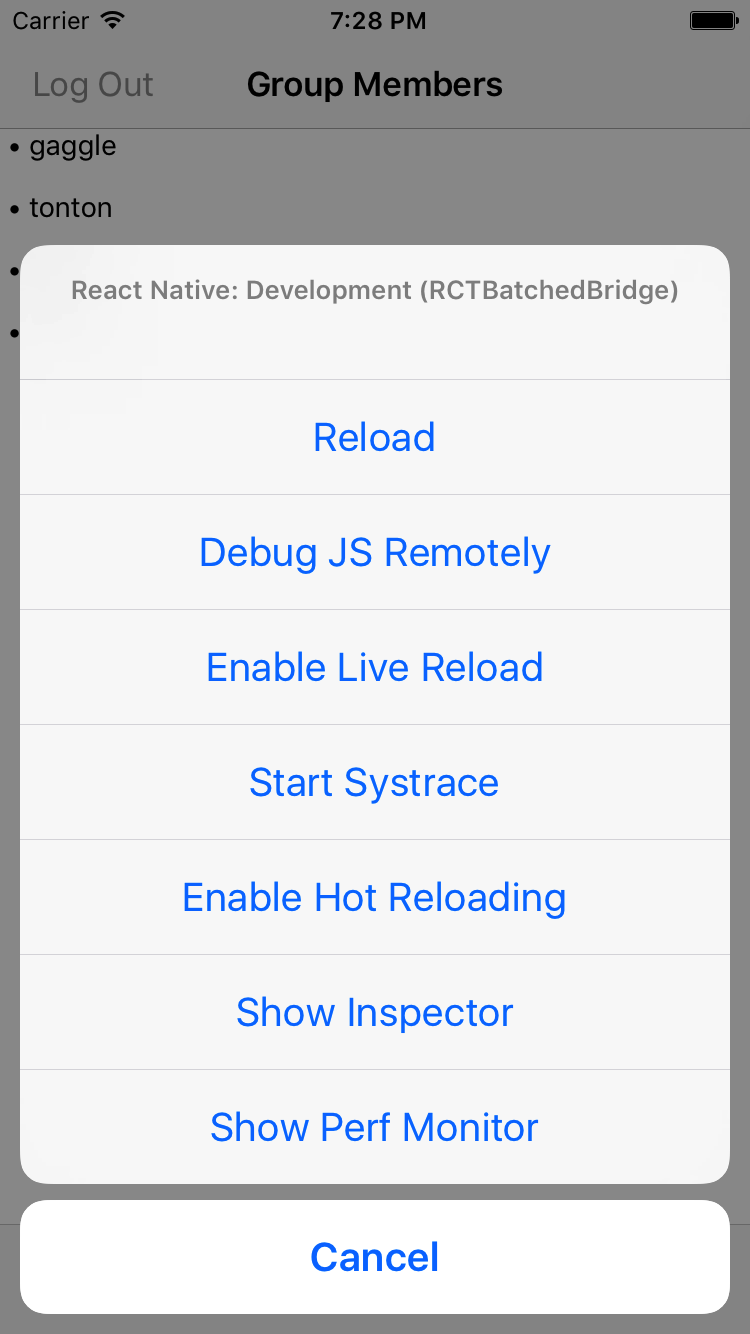 Carrier 7:28 PM
Log Out Group Members
• gaggle
• tonton
•
•
React Native: Development (RCTBatchedBridge)
Reload
Debug JS Remotely
Enable Live Reload
Start Systrace
Enable Hot Reloading
Show Inspector
Show Perf Monitor
Cancel